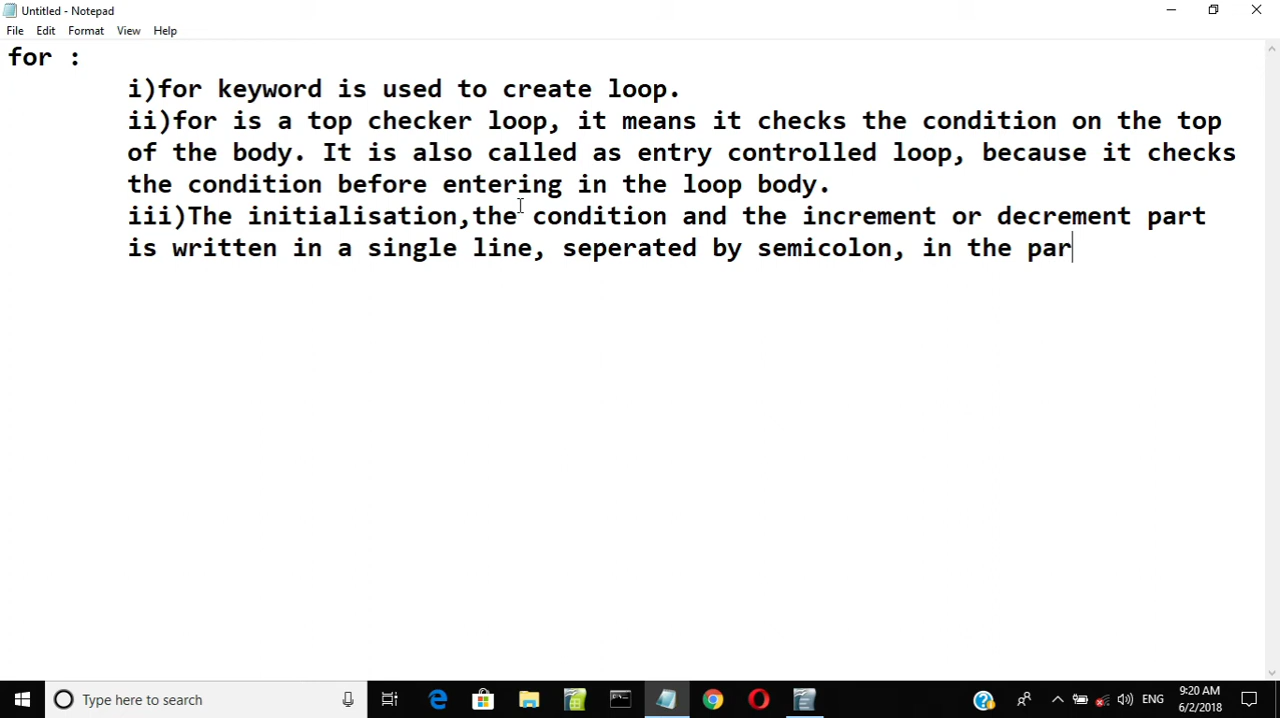 Untitled - Notepad
File Edit Format View Help
for :
i)for keyword is used to create loop.
ii)for is a top checker loop, it means it checks the condition on the top
of the body. It is also called as entry controlled loop, because it checks
the condition before entering in the loop body.
iii)The initialisation,the condition and the increment or decrement part
is written in a single line, seperated by semicolon, in the par
Type here to search
ENG
9:20 AM
6/2/2018